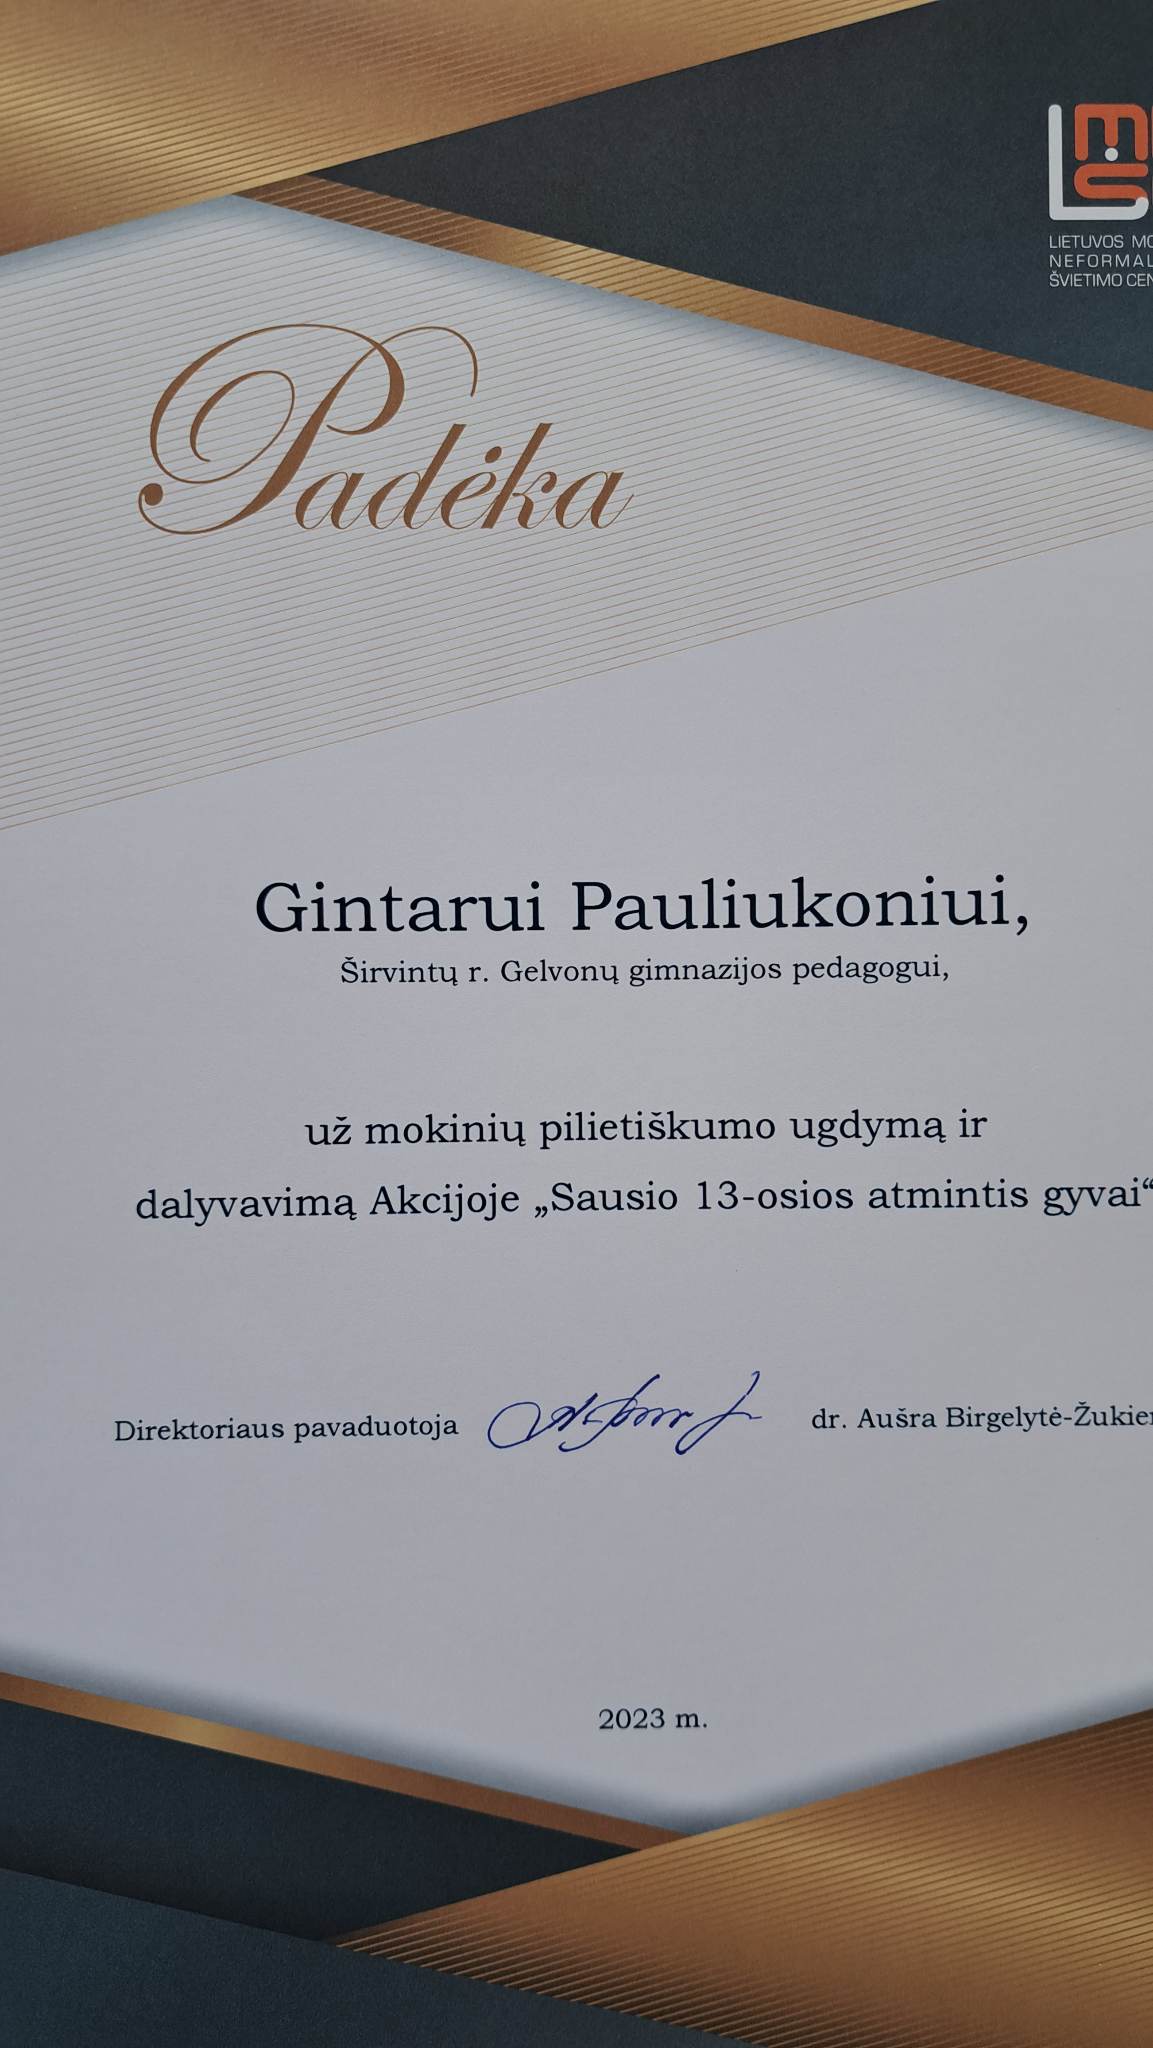 LIETUVOS
NEFORMAL
ŠVIETIMO CEN
Padėka
Gintarui Pauliukoniui,
Širvintų r. Gelvonų gimnazijos pedagogui,
už mokinių pilietiškumo ugdymą ir
dalyvavimą Akcijoje „Sausio 13-osios atmintis gyvai“
Direktoriaus pavaduotoja dr. Aušra Birgelytė-Žukien
2023 m.